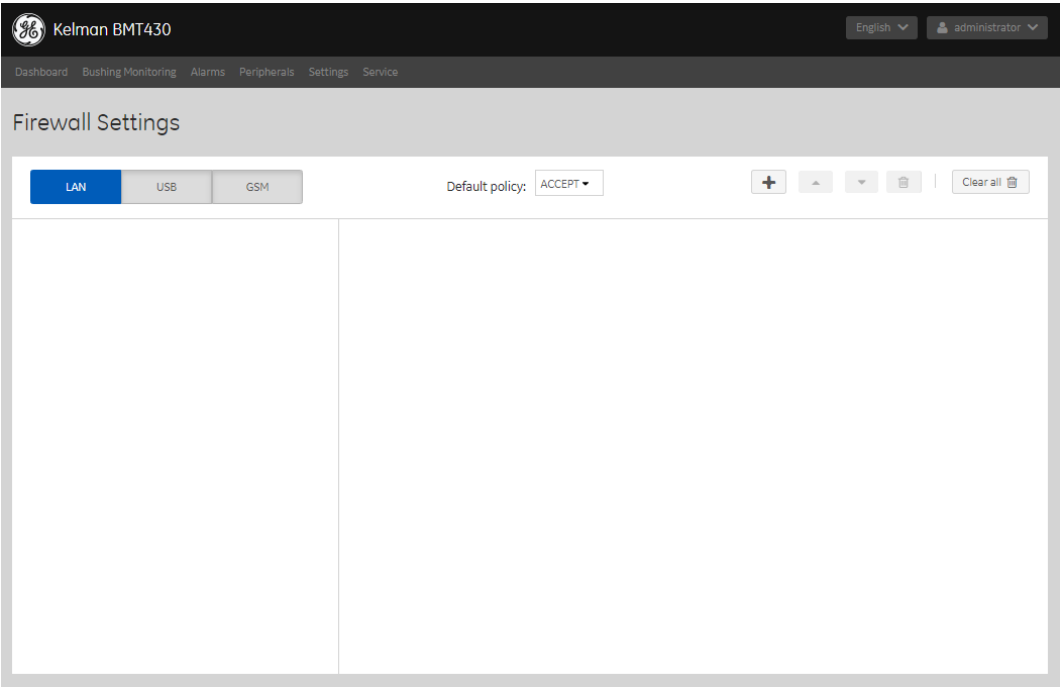 Kelman BMT430
English
administrator
Dashboard Bushing Monitoring Alarms Peripherals Settings Service
Firewall Settings
LAN USB GSM
Default policy: ACCEPT
Clear all